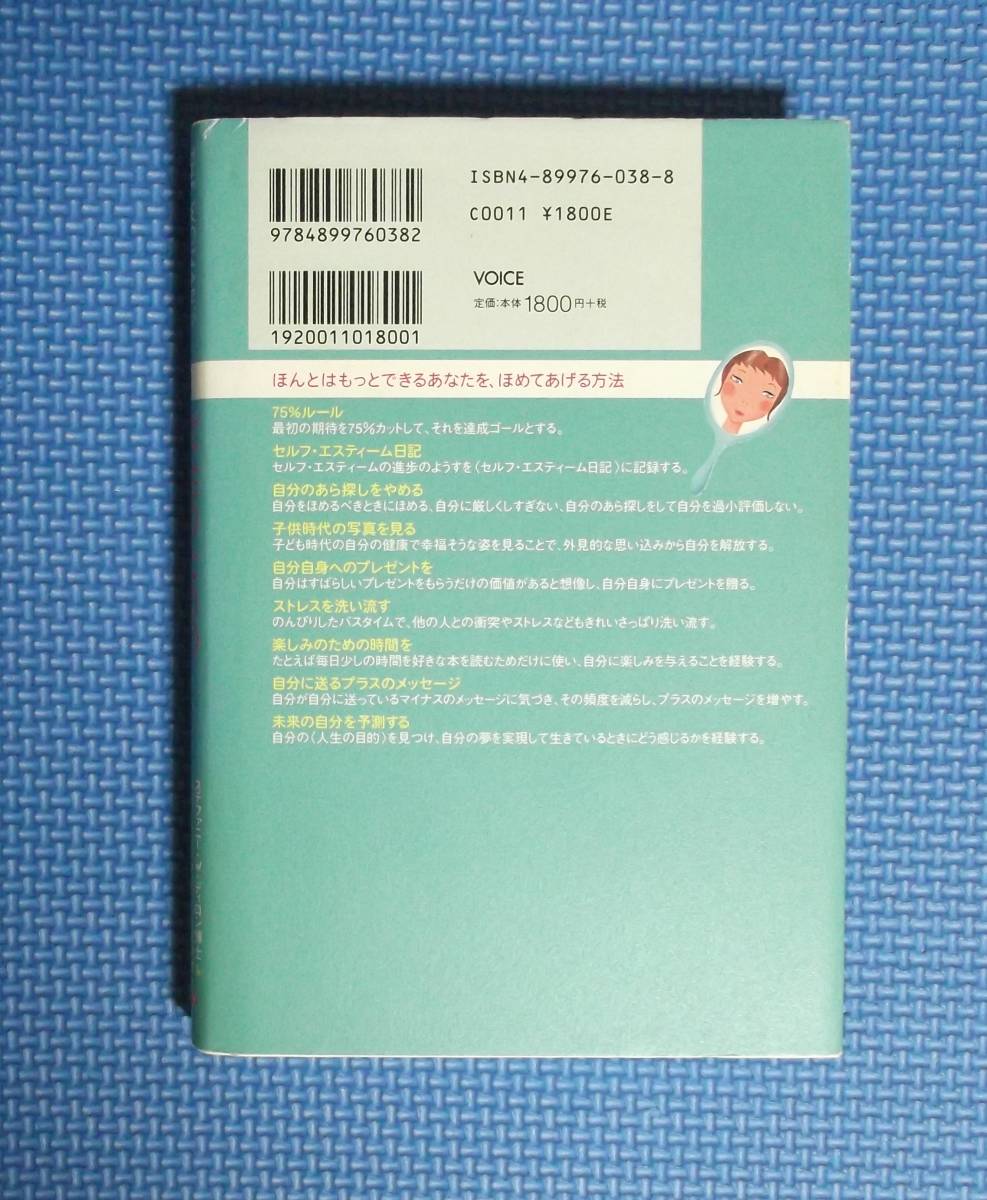 ISBN4-89976-038-8
9784899760382
C0011 ¥1800E
VOICE
定価:本体1800円+税
1920011018001
ほんとはもっとできるあなたを、ほめてあげる方法
75%ルール
最初の期待を75%カットして、それを達成ゴールとする。
セルフ・エスティーム日記
セルフ・エスティームの進歩のようすを〈セルフ・エスティーム日記〉に記録する。
自分のあら探しをやめる
自分をほめるべきときにほめる、自分に厳しくしすぎない、自分のあら探しをして自分を過小評価しない。
子供時代の写真を見る
子ども時代の自分の健康で幸福そうな姿を見ることで、外見的な思い込みから自分を解放する。
自分自身へのプレゼントを
自分はすばらしいプレゼントをもらうだけの価値があると想像し、自分自身にプレゼントを贈る。
ストレスを洗い流す
のんびりしたバスタイムで、他の人との衝突やストレスなどもきれいさっぱり洗い流す。
楽しみのための時間を
たとえば毎日少しの時間を好きな本を読むためだけに使い、自分に楽しみを与えることを経験する。
自分に送るプラスのメッセージ
自分が自分に送っているマイナスのメッセージに気づき、その頻度を減らし、プラスのメッセージを増やす。
未来の自分を予測する
自分の〈人生の目的〉を見つけ、自分の夢を実現して生きているときにどう感じるかを経験する。